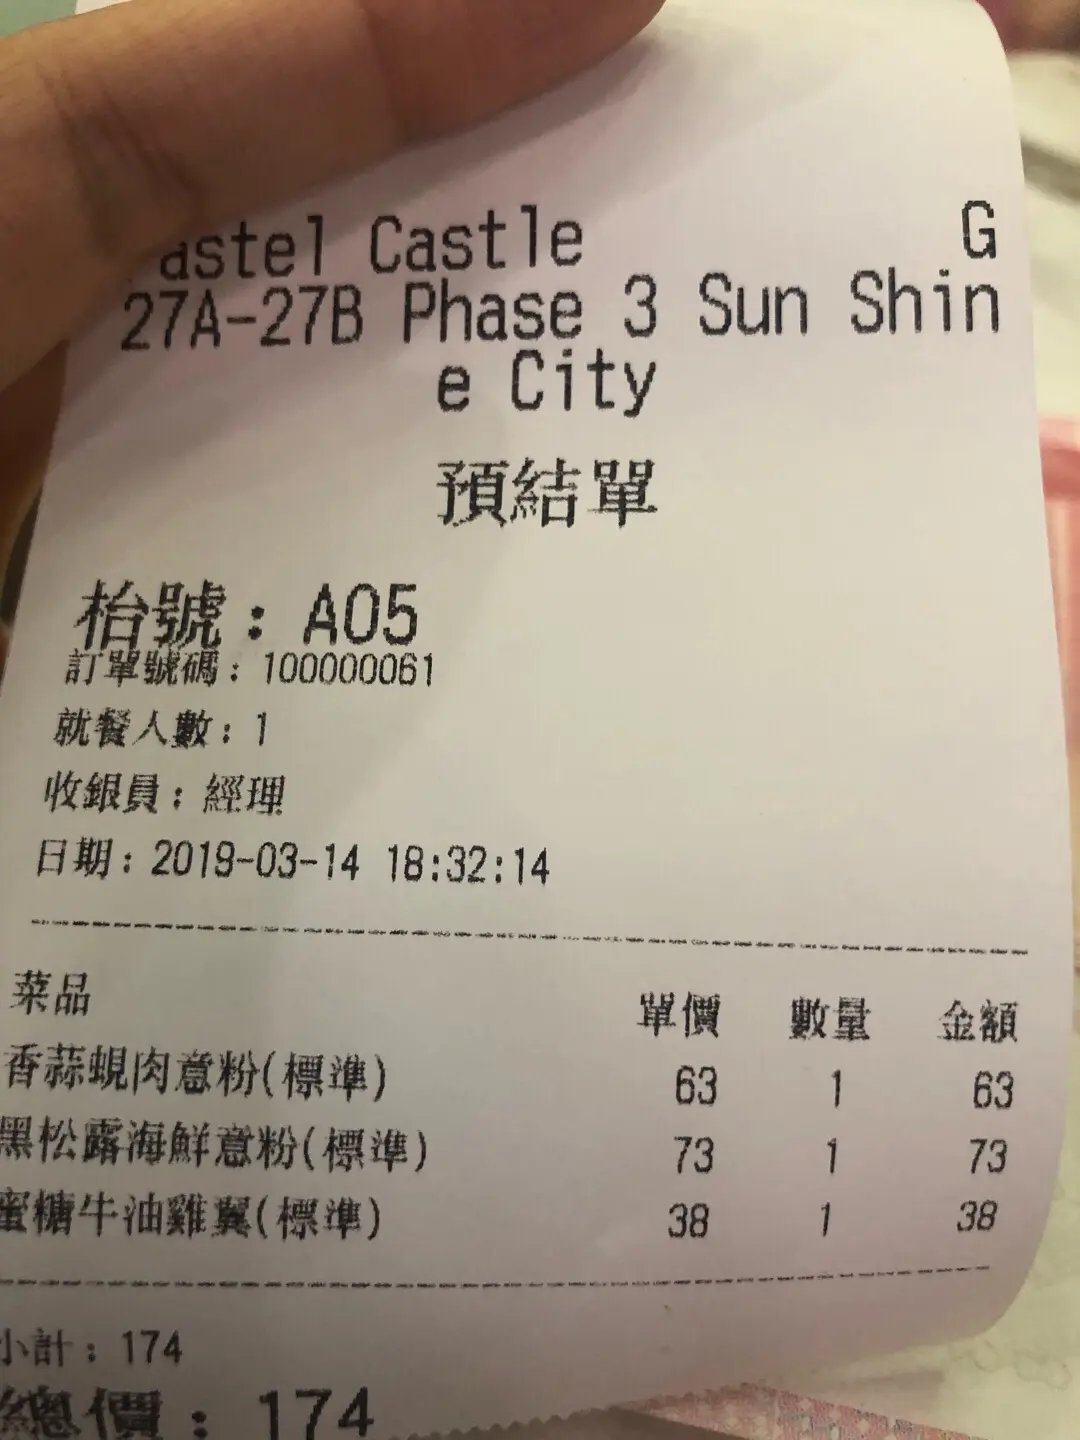 Pastel Castle G
27A-27B Phase 3 Sun Shin
e City
預結單
枱號：A05
訂單號碼：100000061
就餐人數：1
收銀員：經理
日期：2019-03-14 18:32:14
菜品 單價 數量 金額
香蒜蜆肉意粉(標準) 63 1 63
黑松露海鮮意粉(標準) 73 1 73
蜜糖牛油雞翼(標準) 38 1 38
小計：174
總價：174